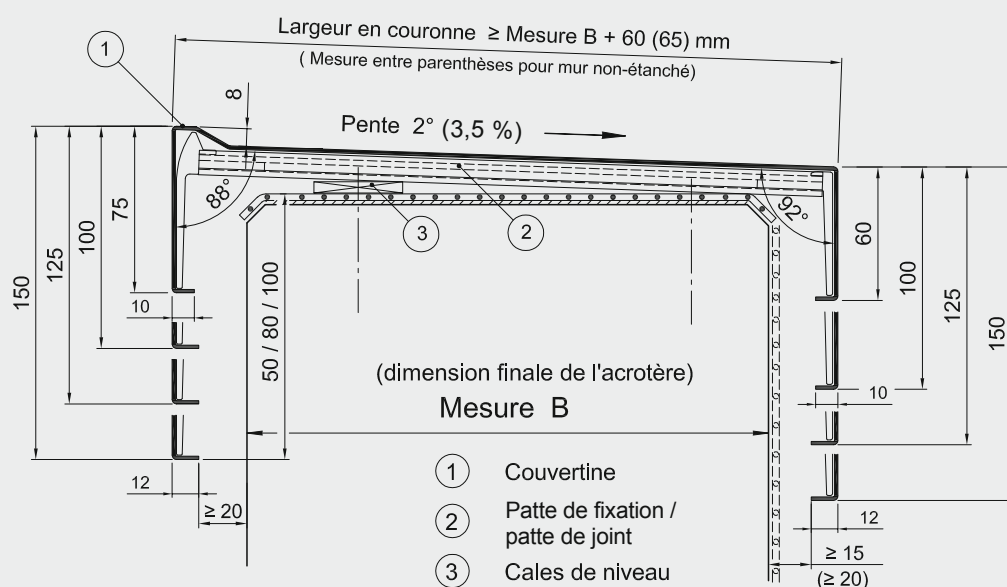 Largeur en couronne ≥ Mesure B + 60 (65) mm
( Mesure entre parenthèses pour mur non-étanché)
1
8
Pente 2° (3,5 %)
88°
92°
3
2
150
125
100
75
60
100
125
150
10
50 / 80 / 100
(dimension finale de l'acrotère)
Mesure B
10
12
≥ 20
1 Couvertine
2 Patte de fixation /
patte de joint
3 Cales de niveau
12
≥ 15
(≥ 20)